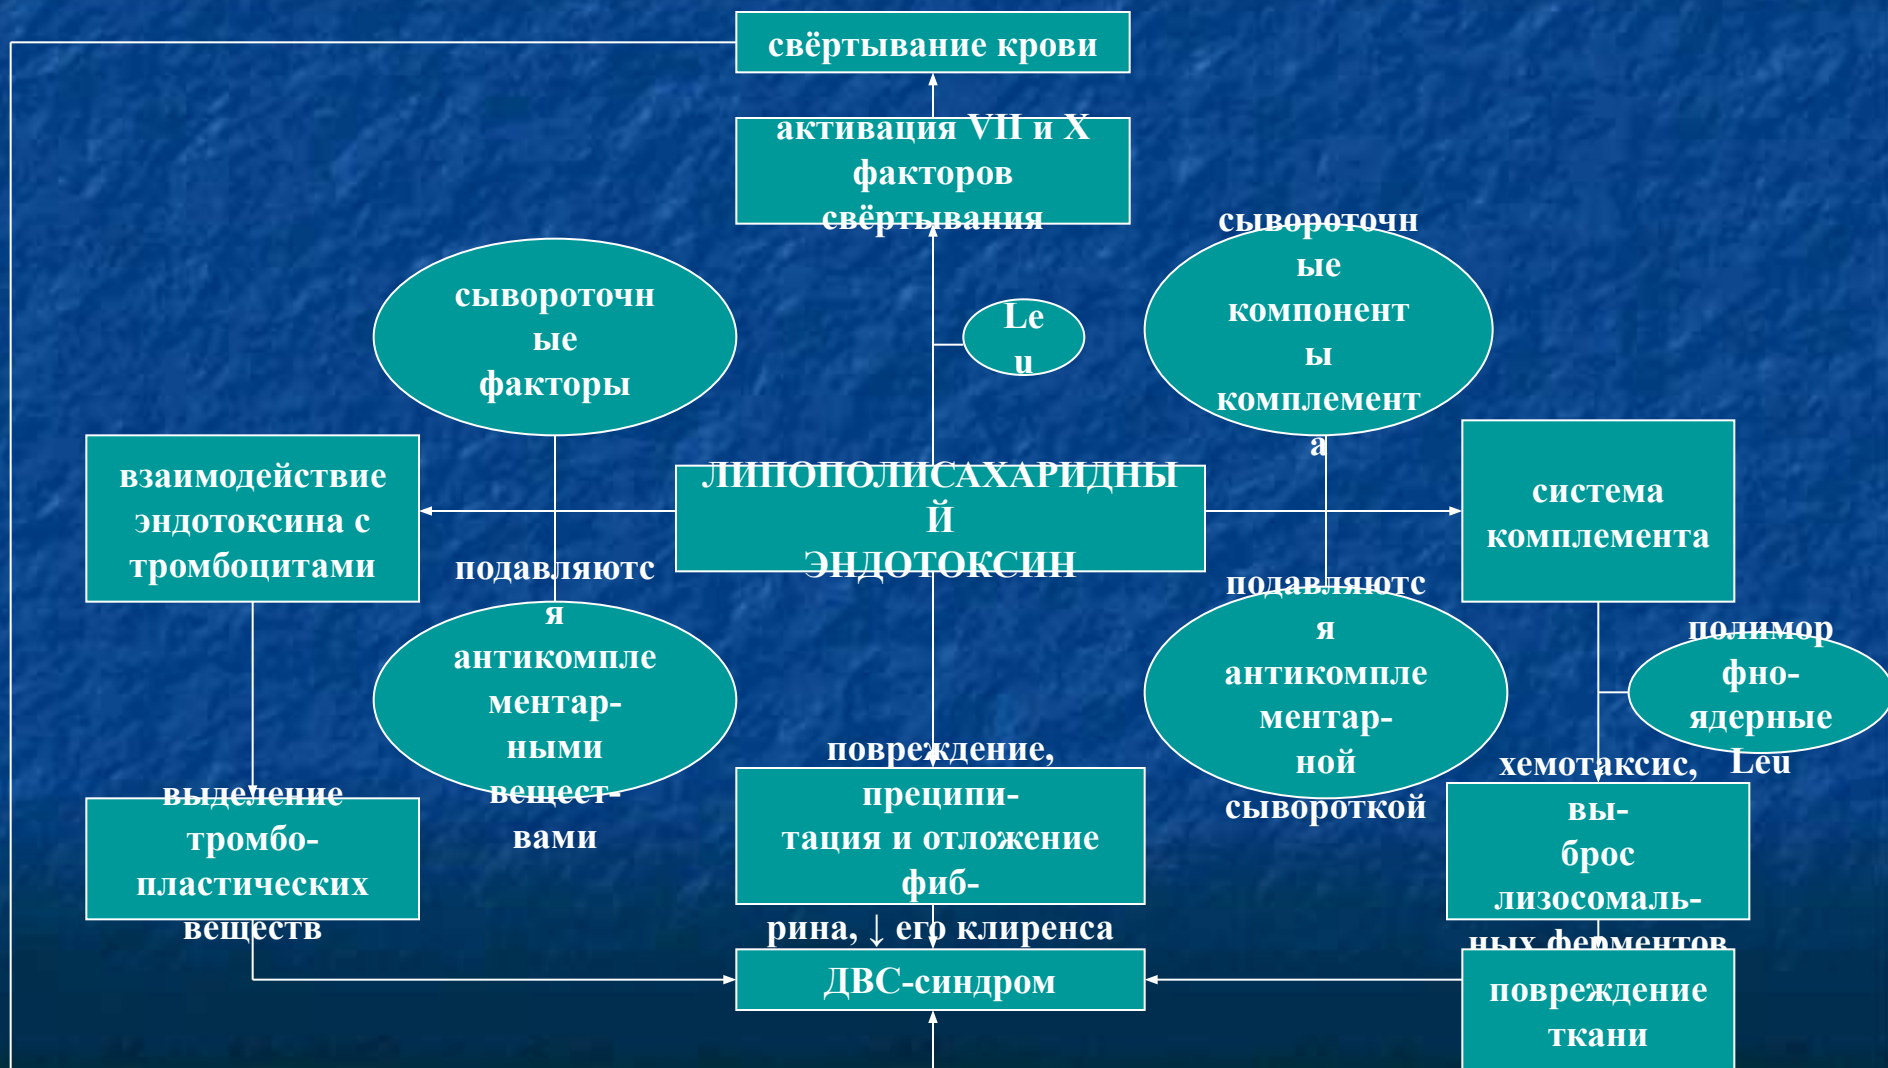 свёртывание крови
активация VII и X
факторов
свёртывания
сывороточн
ые
факторы
Le
u
сывороточн
ые
компонент
ы
комплемент
а
взаимодействие
эндотоксина с
тромбоцитами
ЛИПОПОЛИСАХАРИДНЫ
Й
ЭНДОТОКСИН
система
комплемента
подавляютс
я
антикомпле
ментар-
ными
вещест-
вами
подавляютс
я
антикомпле
ментар-
ной
сывороткой
полимор
фно-
ядерные
Leu
выделение
тромбо-
пластических
веществ
повреждение,
преципи-
тация и отложение
фиб-
рина, ↓ его клиренса
хемотаксис,
вы-
брос
лизосомаль-
ных ферментов
ДВС-синдром
повреждение
ткани